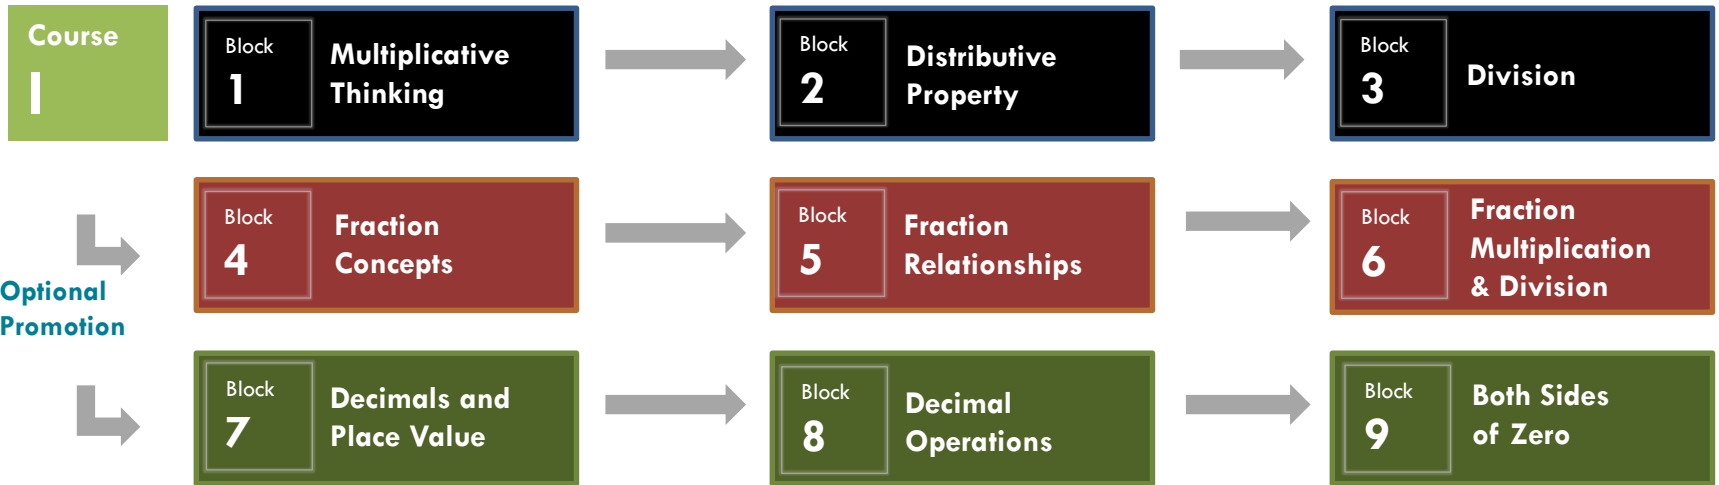 Course
I
Block
1
Multiplicative
Thinking
Block
2
Distributive
Property
Block
3
Division
Optional
Promotion
Block
4
Fraction
Concepts
Block
5
Fraction
Relationships
Block
6
Fraction
Multiplication
& Division
Block
7
Decimals and
Place Value
Block
8
Decimal
Operations
Block
9
Both Sides
of Zero